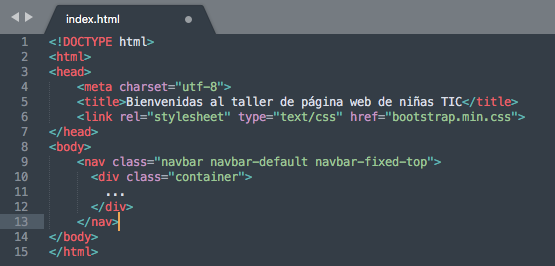 index.html
1 <!DOCTYPE html>
2 <html>
3 <head>
4 <meta charset="utf-8">
5 <title>Bienvenidas al taller de página web de niñas TIC</title>
6 <link rel="stylesheet" type="text/css" href="bootstrap.min.css">
7 </head>
8 <body>
9 <nav class="navbar navbar-default navbar-fixed-top">
10 <div class="container">
11 ...
12 </div>
13 </nav>
14 </body>
15 </html>